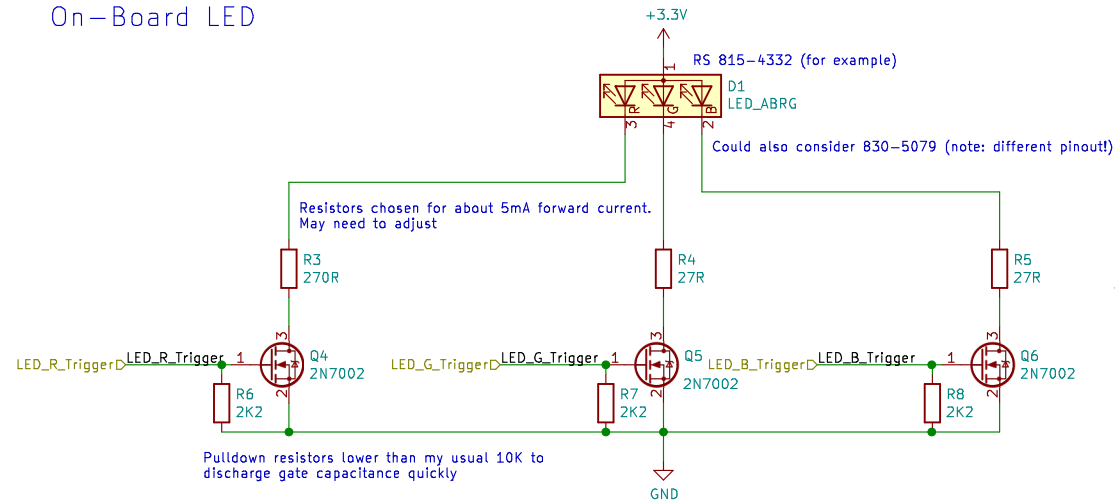 On-Board LED
+3.3V
1
RS 815-4332 (for example)
D1
LED_ABRG
R
G
B
3
4
2
Could also consider 830-5079 (note: different pinout!)
Resistors chosen for about 5mA forward current.
May need to adjust
R3
270R
R4
27R
R5
27R
3
3
3
LED_R_Trigger
LED_R_Trigger
1
Q4
2N7002
LED_G_Trigger
LED_G_Trigger
1
Q5
2N7002
LED_B_Trigger
LED_B_Trigger
1
Q6
2N7002
2
2
2
R6
2K2
R7
2K2
R8
2K2
Pulldown resistors lower than my usual 10K to
discharge gate capacitance quickly
GND